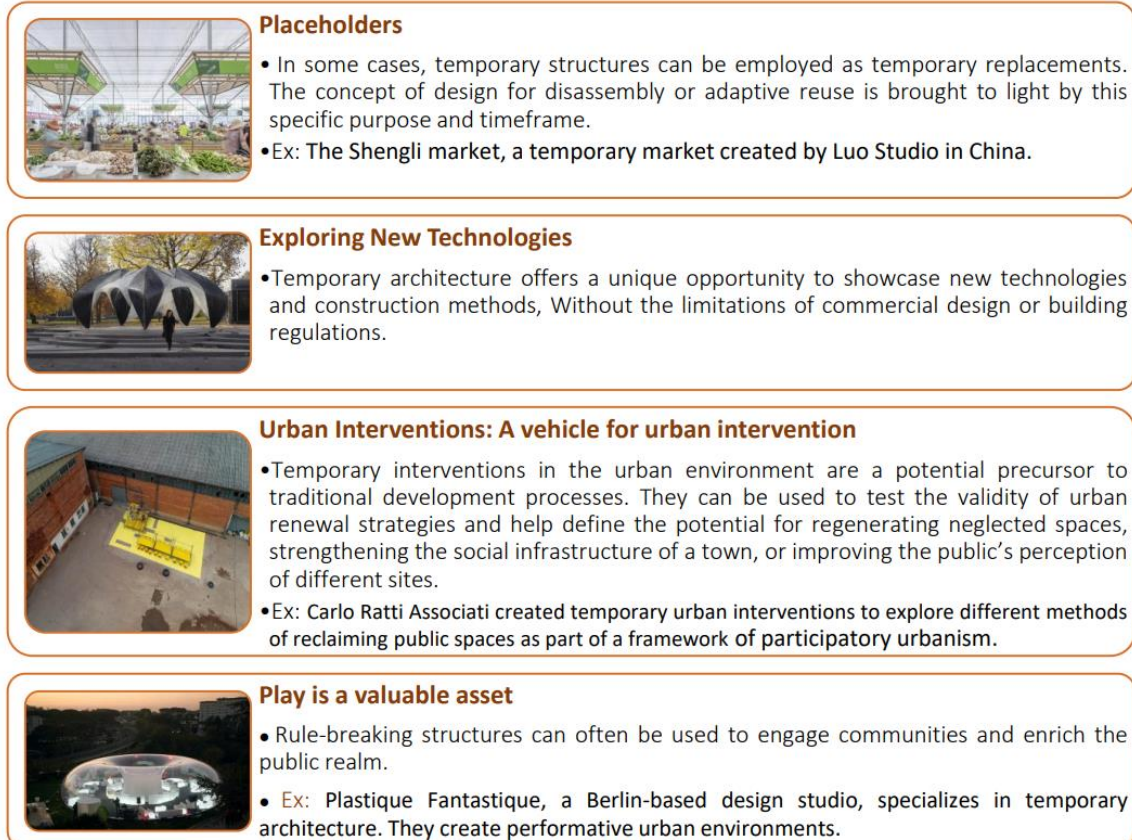 Placeholders
• In some cases, temporary structures can be employed as temporary replacements.
The concept of design for disassembly or adaptive reuse is brought to light by this
specific purpose and timeframe.
•Ex: The Shengli market, a temporary market created by Luo Studio in China.
Exploring New Technologies
•Temporary architecture offers a unique opportunity to showcase new technologies
and construction methods, Without the limitations of commercial design or building
regulations.
Urban Interventions: A vehicle for urban intervention
•Temporary interventions in the urban environment are a potential precursor to
traditional development processes. They can be used to test the validity of urban
renewal strategies and help define the potential for regenerating neglected spaces,
strengthening the social infrastructure of a town, or improving the public’s perception
of different sites.
•Ex: Carlo Ratti Associati created temporary urban interventions to explore different methods
of reclaiming public spaces as part of a framework of participatory urbanism.
Play is a valuable asset
• Rule-breaking structures can often be used to engage communities and enrich the
public realm.
• Ex: Plastique Fantastique, a Berlin-based design studio, specializes in temporary
architecture. They create performative urban environments.